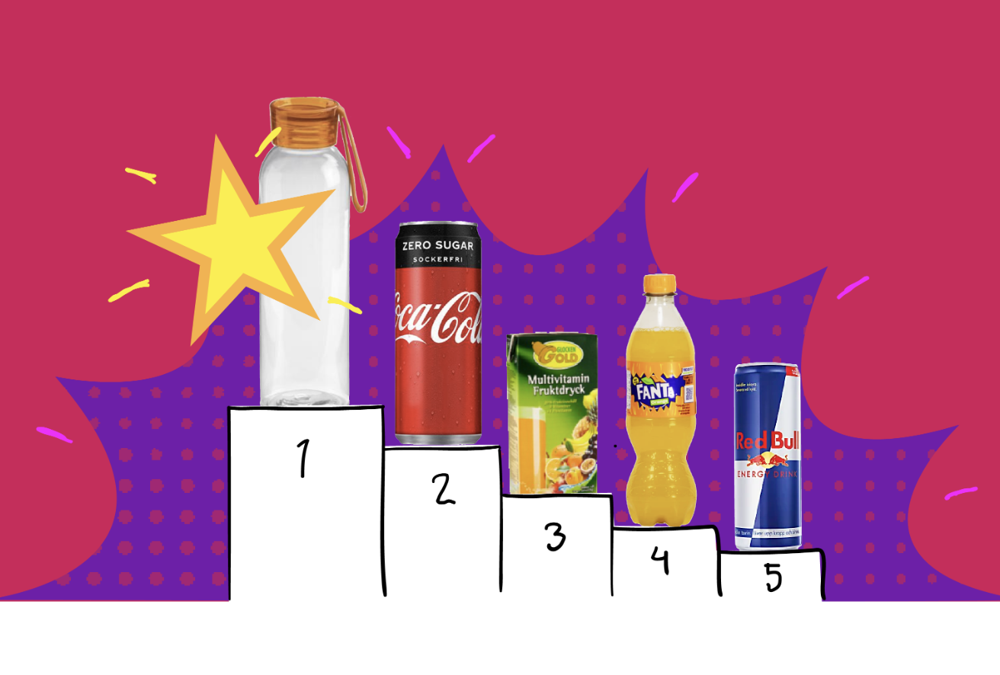 ZERO SUGAR
SOCKERFRI
Coca-Cola
GLOCKEN
GOLD
Multivitamin
Fruktdryck
FANTA
Red Bull
ENERGY DRINK
1
2
3
4
5